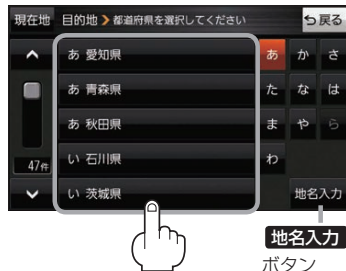 現在地 目的地 ❯ 都道府県を選択してください 戻る
あ 愛知県 あ か さ
あ 青森県 た な は
あ 秋田県 ま や ら
い 石川県 わ
47件
い 茨城県 地名入力
地名入力
ボタン